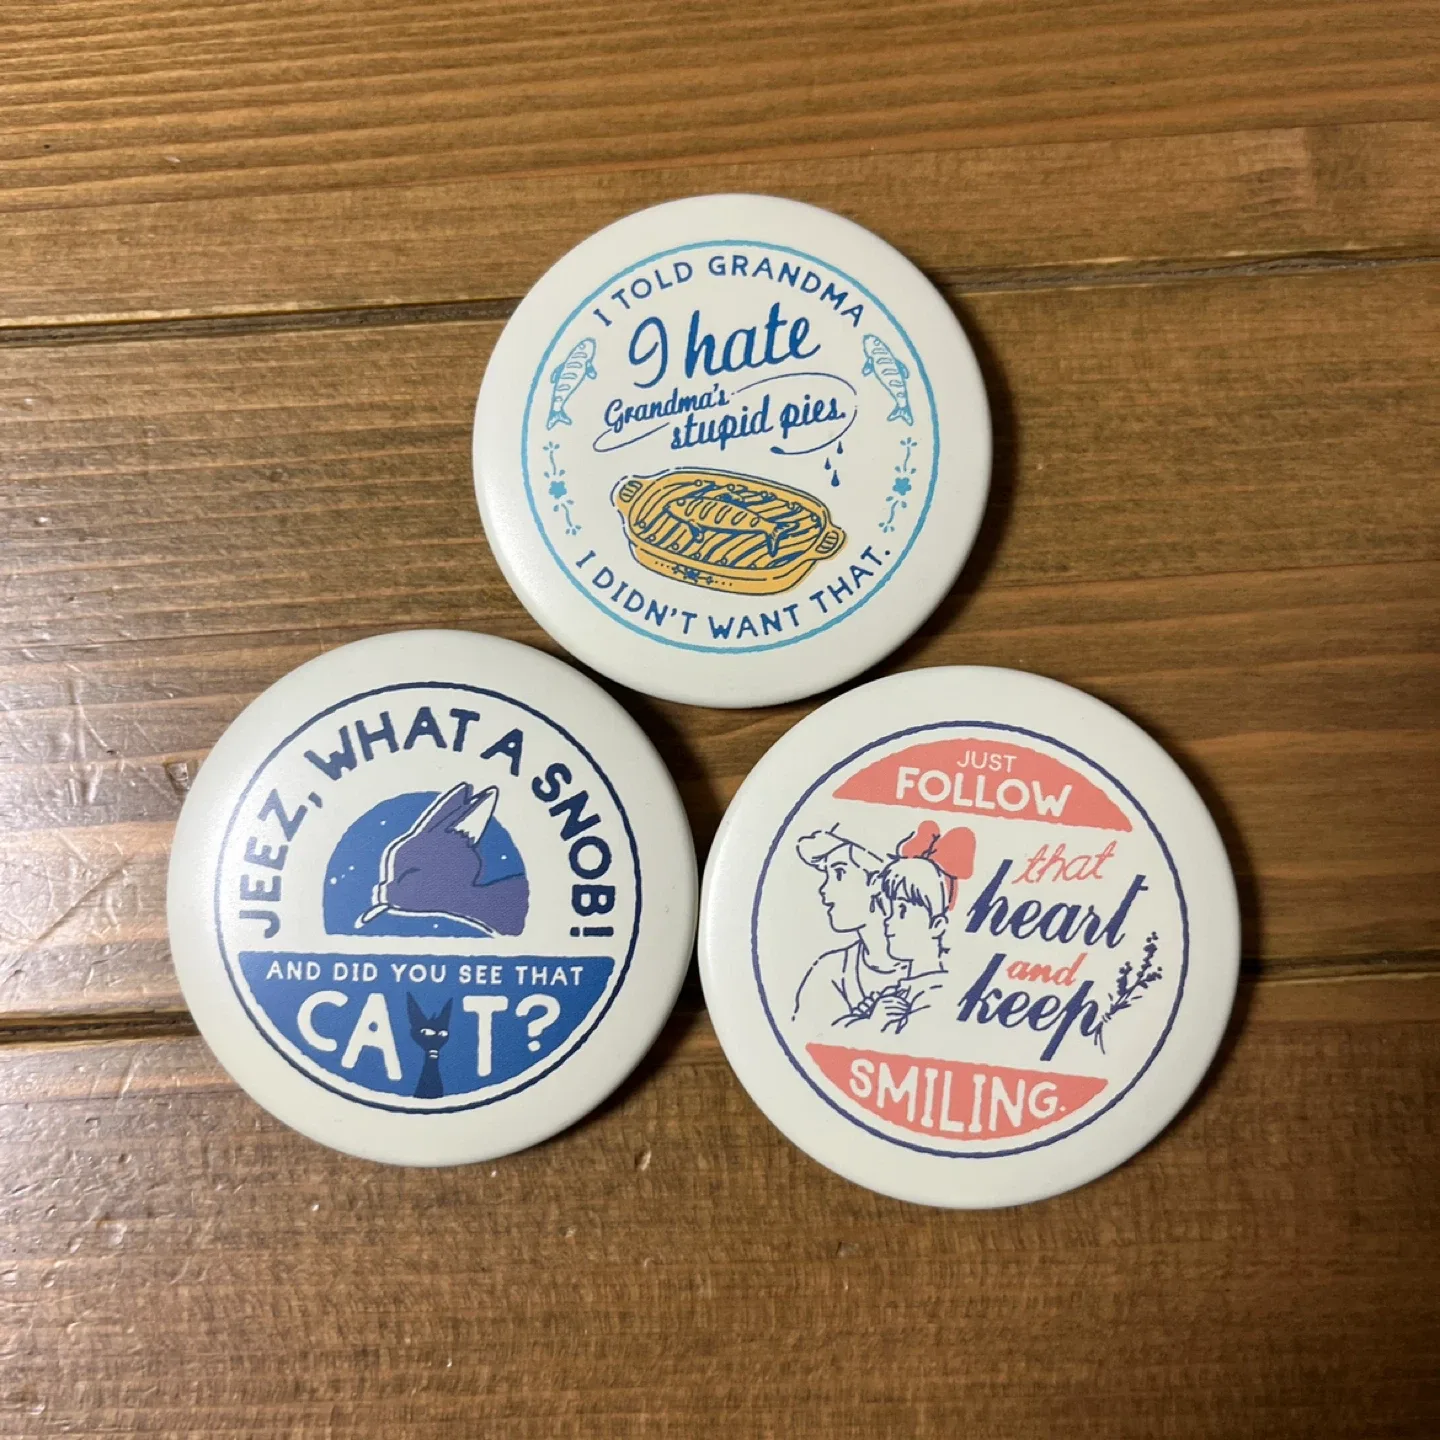 I TOLD GRANDMA
I hate
Grandma's
stupid pies.
I DIDN'T WANT THAT.
JEEZ, WHAT A SNOB!
AND DID YOU SEE THAT
CAT?
JUST
FOLLOW
that
heart
and
keep
SMILING.